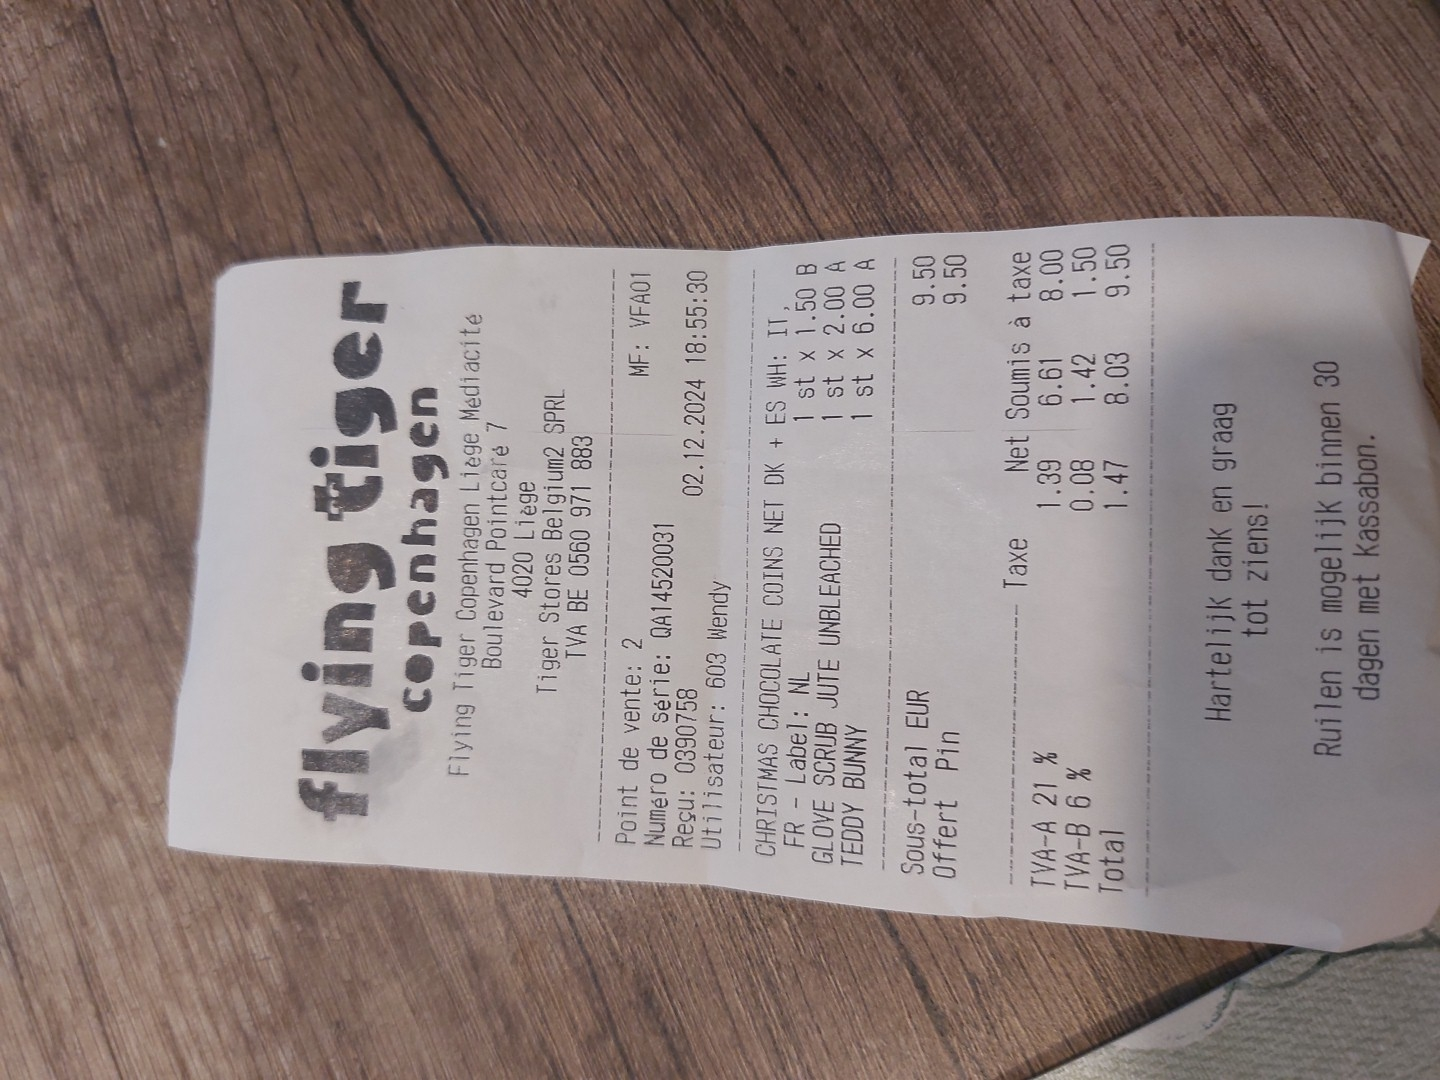 flying tiger
copenhagen
Flying Tiger Copenhagen Liège Médiacité
Boulevard Pointcaré 7
4020 Liège
Tiger Stores Belgium2 SPRL
TVA BE 0560 971 883
Point de vente: 2 MF: VFA01
Numéro de série: QA14520031
Reçu: 0390758 02.12.2024 18:55:30
Utilisateur: 603 Wendy
CHRISTMAS CHOCOLATE COINS NET DK + ES WH: IT,
FR - Label: NL 1 st x 1.50 B
GLOVE SCRUB JUTE UNBLEACHED 1 st x 2.00 A
TEDDY BUNNY 1 st x 6.00 A
Sous-total EUR 9.50
Offert Pin 9.50
Taxe Net Soumis à taxe
TVA-A 21 % 1.39 6.61 8.00
TVA-B 6 % 0.08 1.42 1.50
Total 1.47 8.03 9.50
Hartelijk dank en graag
tot ziens!
Ruilen is mogelijk binnen 30
dagen met kassabon.